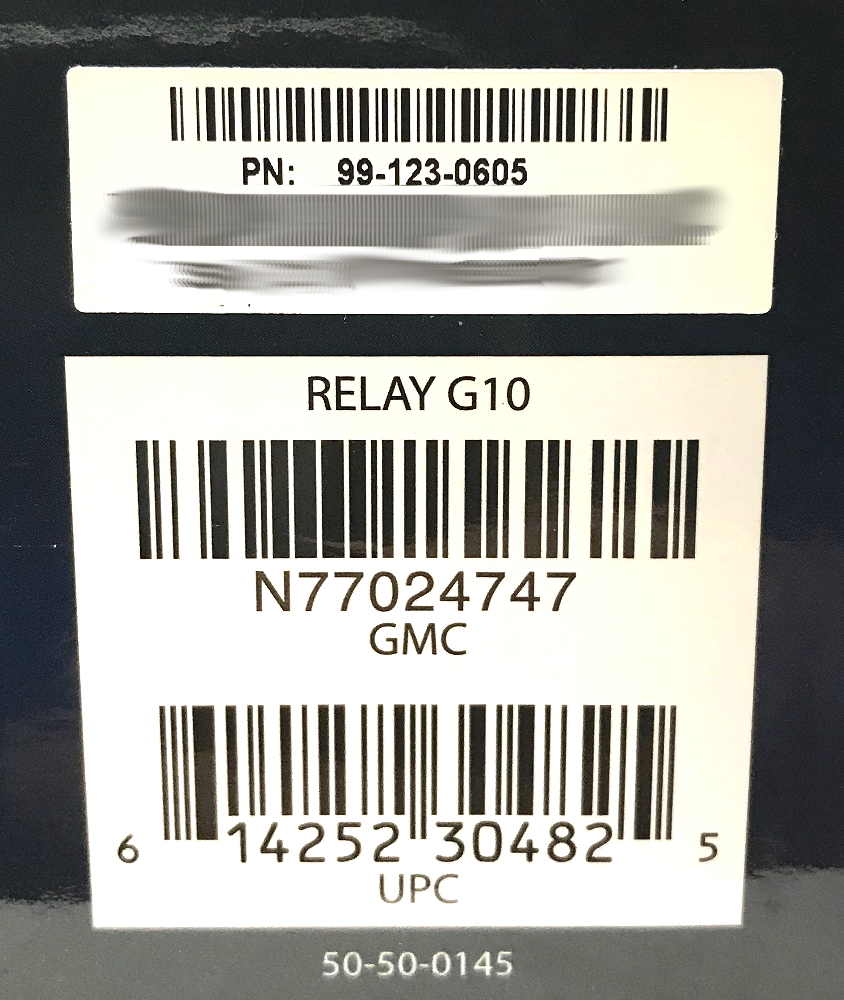 PN: 99-123-0605
RELAY G10
N77024747
GMC
6 14252 30482 5
UPC
50-50-0145